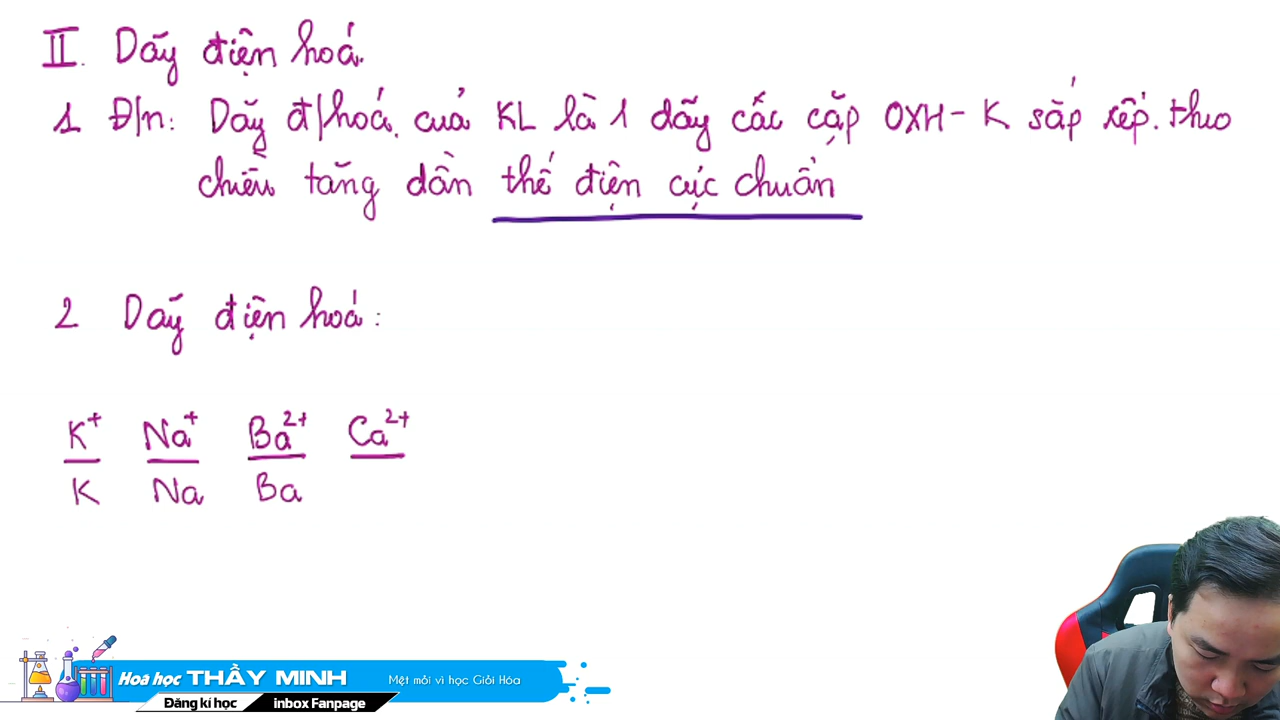 II. Dãy điện hoá.
1 Đ/n: Dãy đ/hoá. cuả KL là 1 dãy các cặp OXH - K sắp xếp. theo
chiều tăng dần thế điện cực chuẩn
2 Dãy điện hoá:
K⁺ Na⁺ Ba²⁺ Ca²⁺
K Na Ba
Hoá học THẦY MINH Mệt mỏi vì học Giỏi Hóa
Đăng kí học inbox Fanpage